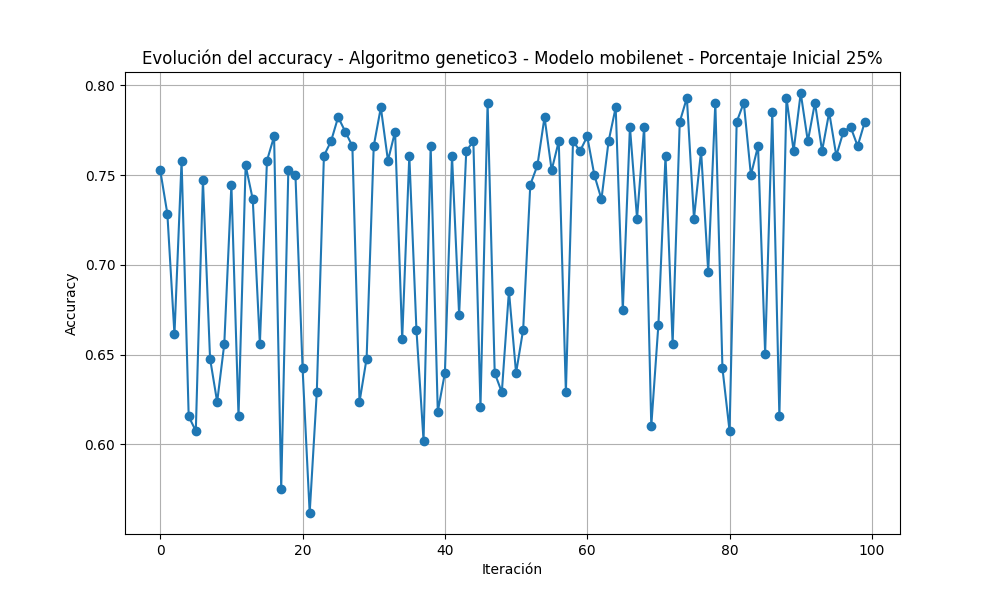 Evolución del accuracy - Algoritmo genetico3 - Modelo mobilenet - Porcentaje Inicial 25%
0.80
0.75
0.70
0.65
0.60
Accuracy
0 20 40 60 80 100
Iteración